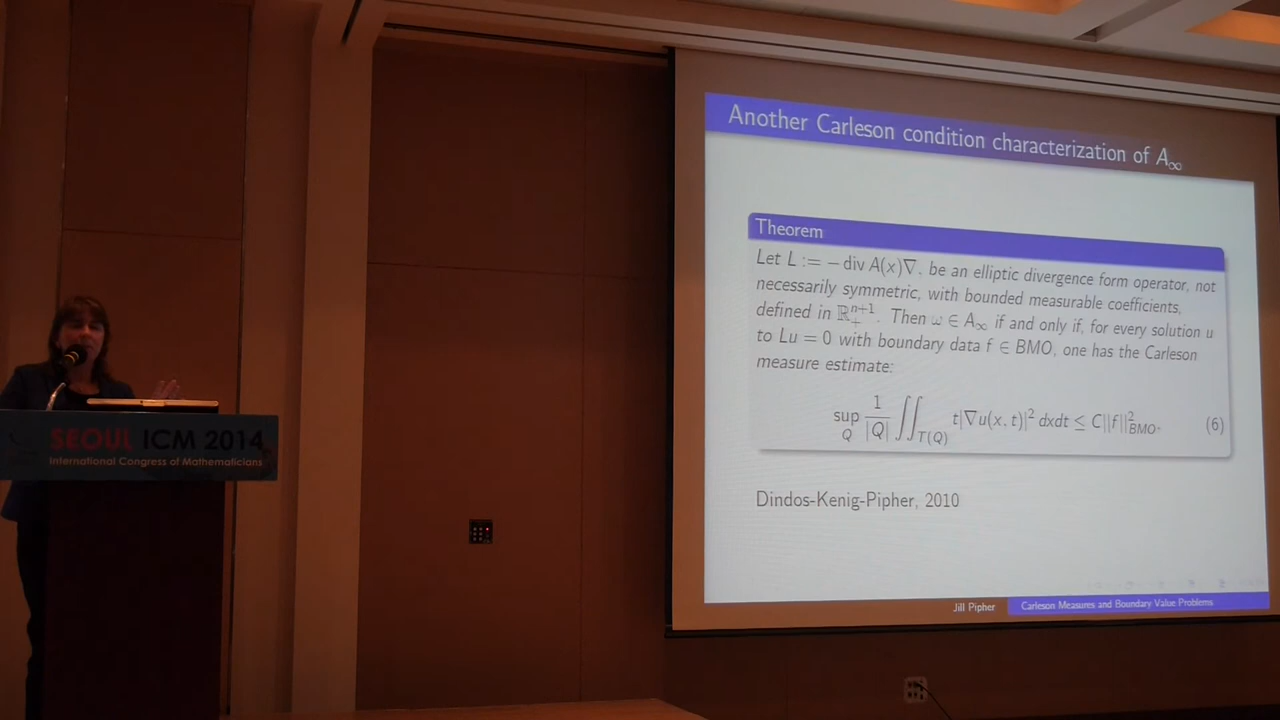 SEOUL ICM 2014
International Congress of Mathematicians
Another Carleson condition characterization of A∞
Theorem
Let L := − div A(x)∇. be an elliptic divergence form operator, not
necessarily symmetric, with bounded measurable coefficients,
defined in ℝ₊ⁿ⁺¹. Then ω ∈ A∞ if and only if, for every solution u
to Lu = 0 with boundary data f ∈ BMO, one has the Carleson
measure estimate:
sup_Q 1/|Q| ∬_{T(Q)} t|∇u(x, t)|² dxdt ≤ C||f||²_{BMO}. (6)
Dindos-Kenig-Pipher, 2010
Jill Pipher Carleson Measures and Boundary Value Problems